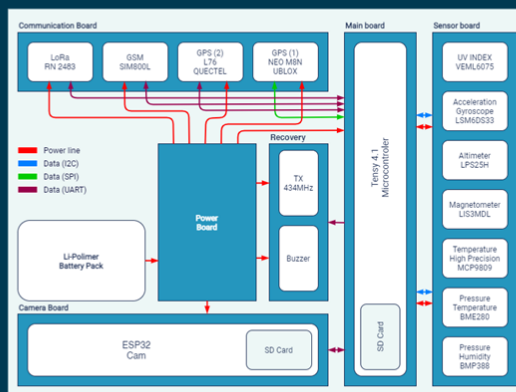 Communication Board
LoRa
RN 2483
GSM
SIM800L
GPS (2)
L76
QUECTEL
GPS (1)
NEO M8N
UBLOX
Main board
Tensy 4.1
Microcontroler
SD Card
Sensor board
UV INDEX
VEML6075
Acceleration
Gyroscope
LSM6DS33
Altimeter
LPS25H
Magnetometer
LIS3MDL
Temperature
High Precision
MCP9809
Pressure
Temperature
BME280
Pressure
Humidity
BMP388
Power line
Data (I2C)
Data (SPI)
Data (UART)
Power
Board
Recovery
TX
434MHz
Buzzer
Li-Polimer
Battery Pack
Camera Board
ESP32
Cam
SD Card